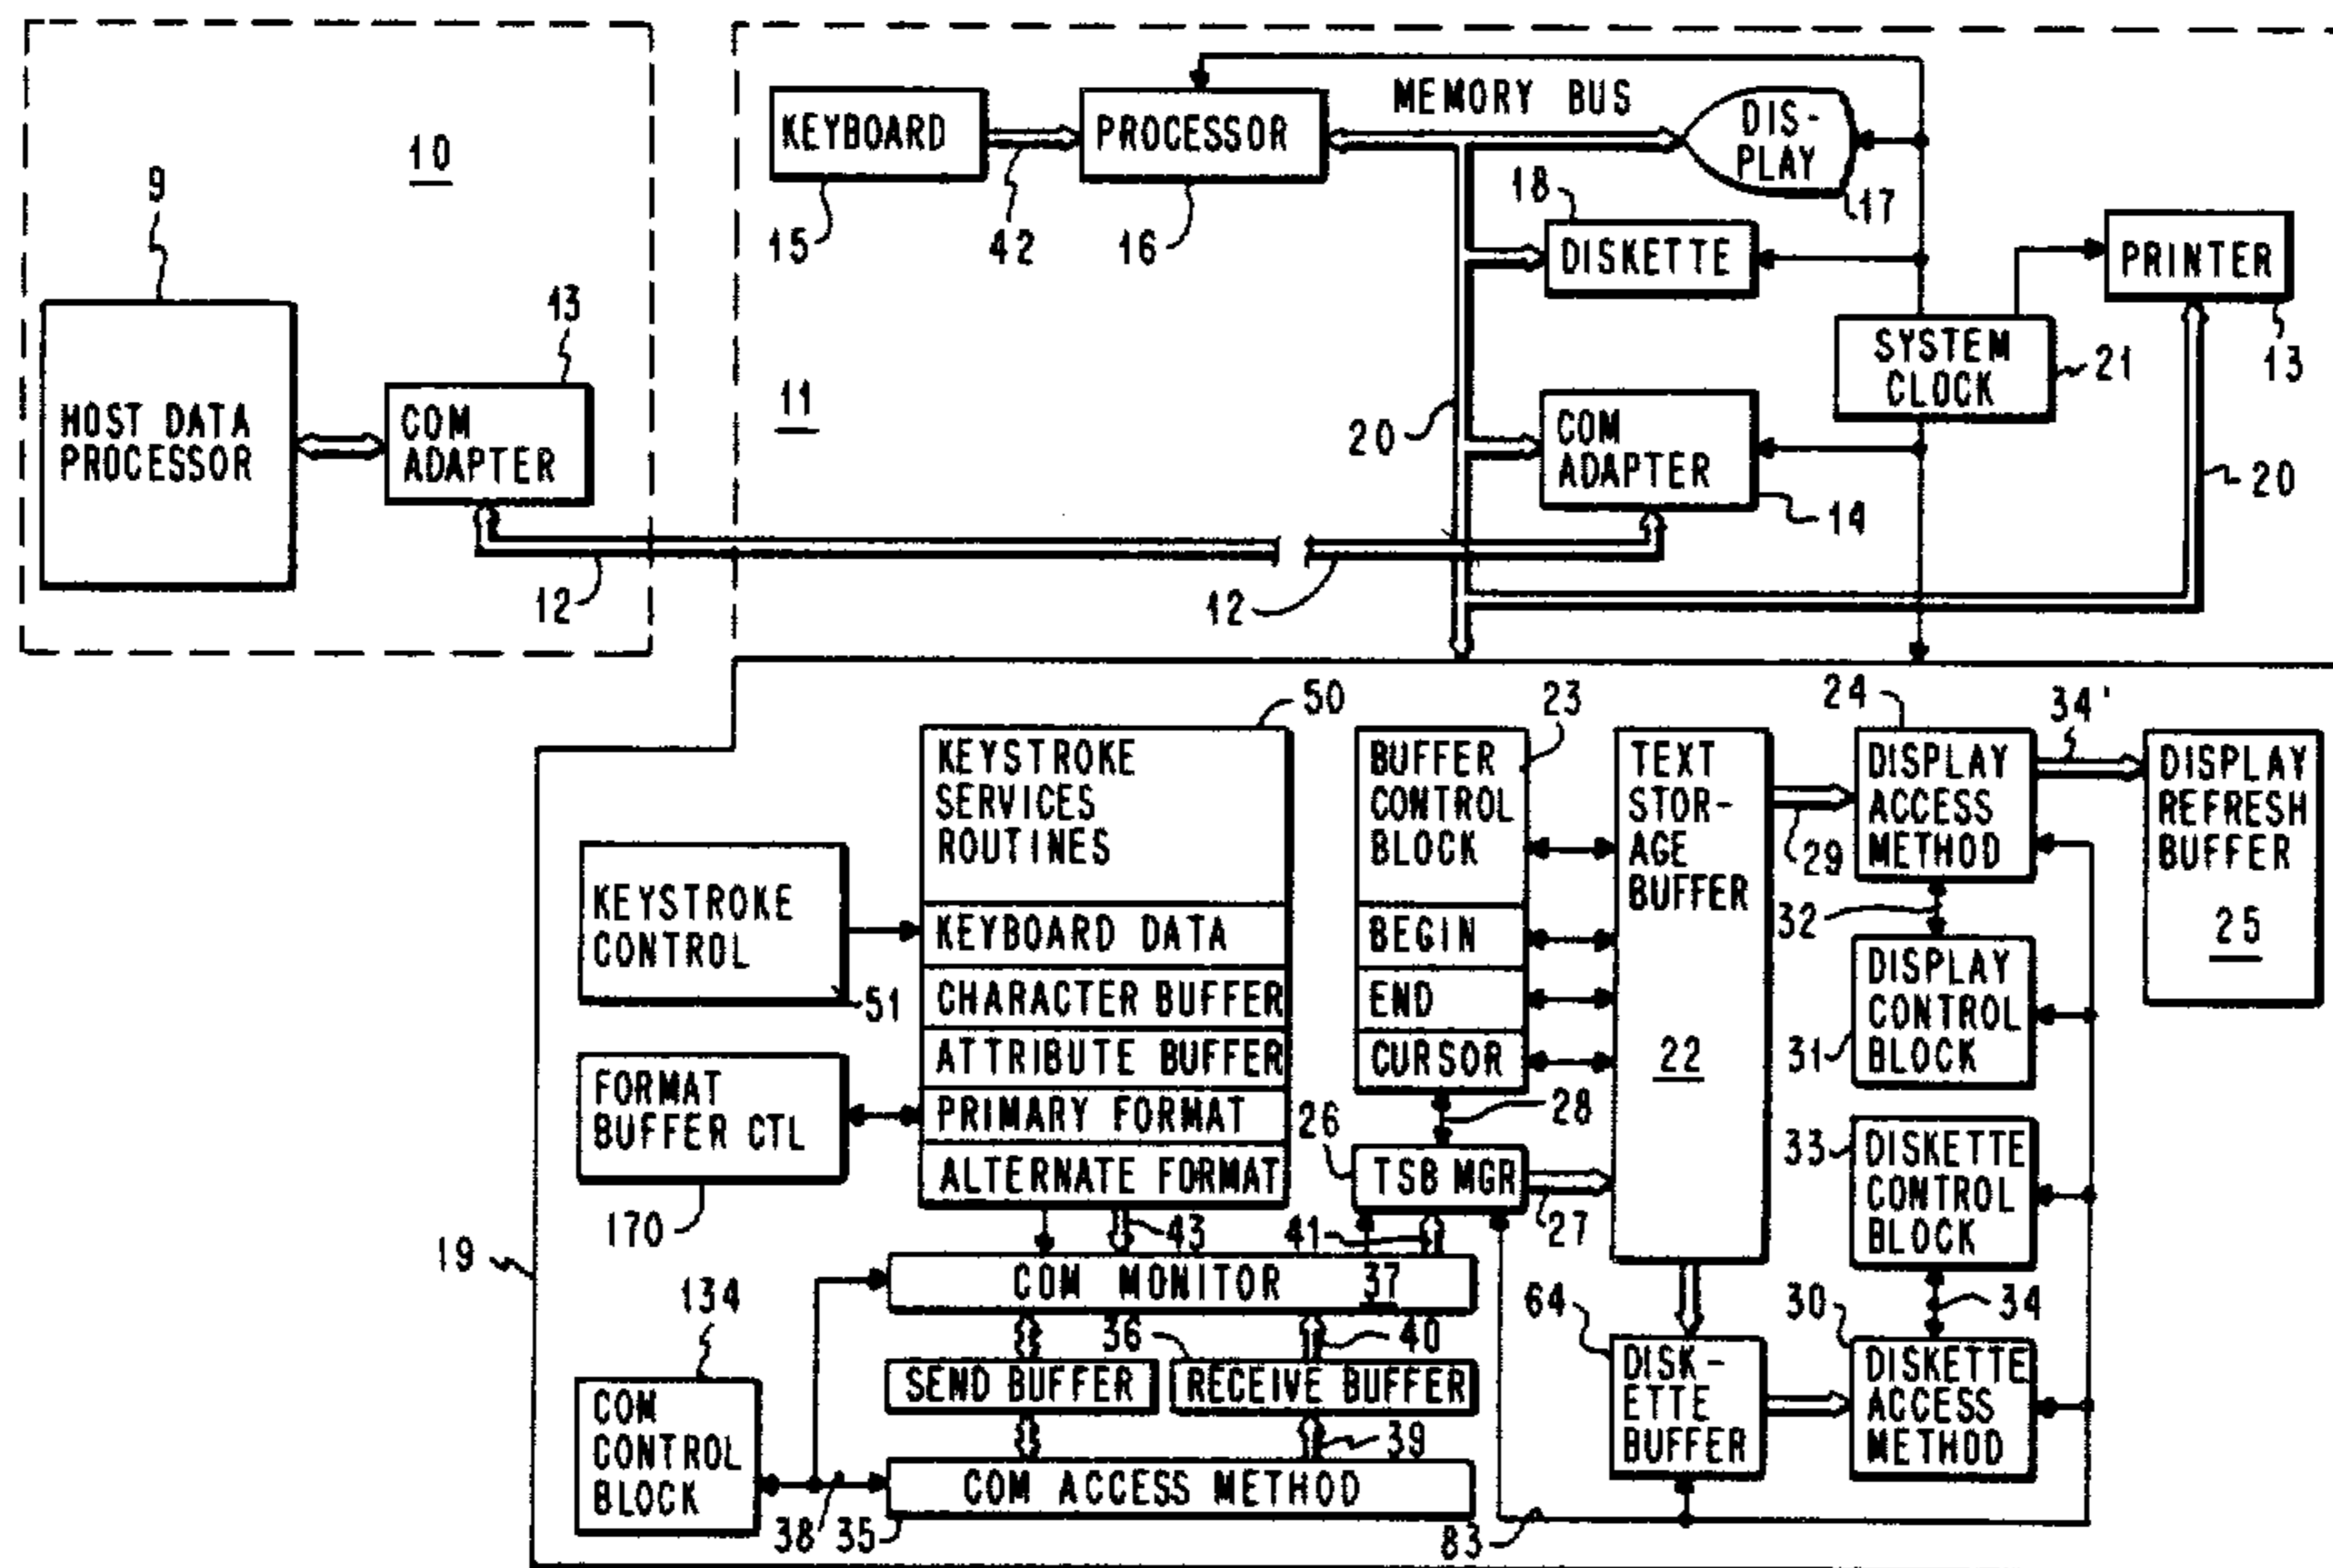 10
9
13
HOST DATA
PROCESSOR
COM
ADAPTER
12
11
KEYBOARD
15
42
PROCESSOR
16
MEMORY BUS
DIS-
PLAY
17
18
DISKETTE
PRINTER
13
SYSTEM
CLOCK
21
20
COM
ADAPTER
14
20
12
19
50
KEYSTROKE
SERVICES
ROUTINES
KEYBOARD DATA
CHARACTER BUFFER
ATTRIBUTE BUFFER
PRIMARY FORMAT
ALTERNATE FORMAT
KEYSTROKE
CONTROL
51
FORMAT
BUFFER CTL
170
23
BUFFER
CONTROL
BLOCK
BEGIN
END
CURSOR
28
26
TSB MGR
27
41
43
TEXT
STOR-
AGE
BUFFER
22
24
DISPLAY
ACCESS
METHOD
29
34'
DISPLAY
REFRESH
BUFFER
25
32
DISPLAY
CONTROL
BLOCK
31
33
DISKETTE
CONTROL
BLOCK
34
30
DISKETTE
ACCESS
METHOD
64
DISK-
ETTE
BUFFER
COM MONITOR 37
36
40
SEND BUFFER
RECEIVE BUFFER
39
134
COM
CONTROL
BLOCK
38
35
COM ACCESS METHOD
83